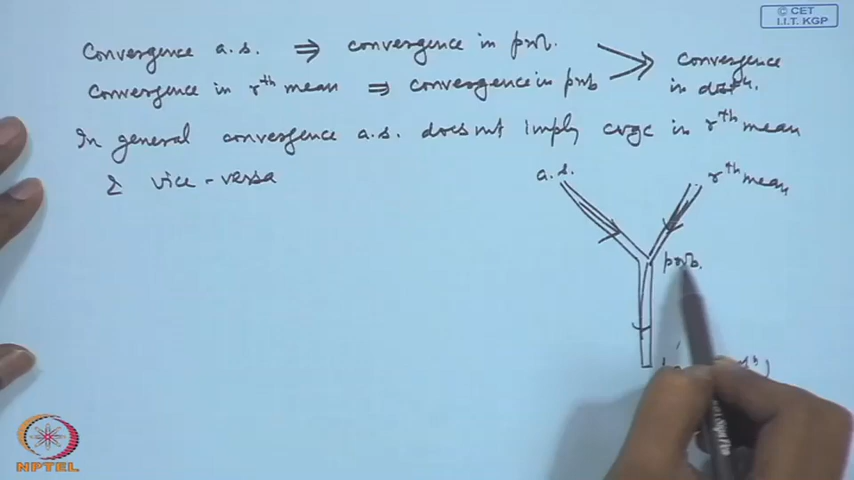 © CET
I.I.T. KGP
Convergence a.s. ⇒ convergence in prob.
Convergence in rth mean ⇒ convergence in prob
Convergence
in distn.
In general convergence a.s. does not imply cvgc in rth mean
& vice-versa
a.s.
rth mean
prob.
NPTEL